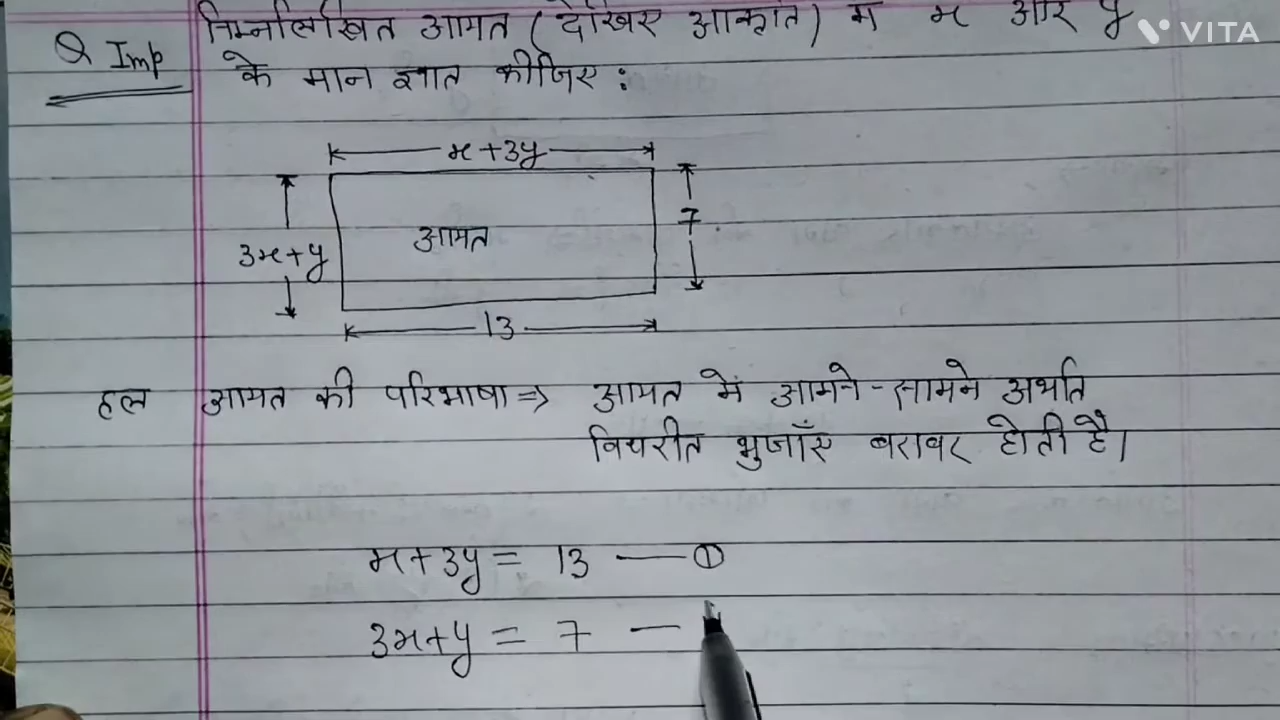 Q Imp
निम्नलिखित आयत (देखिए आकृति) में x और y
के मान ज्ञात कीजिए :
VITA
x+3y
3x+y
आयत
7
13
हल आयत की परिभाषा ⇒ आयत में आमने-सामने अर्थात
विपरीत भुजाएँ बराबर होती है।
x+3y = 13 — ①
3x+y = 7 —